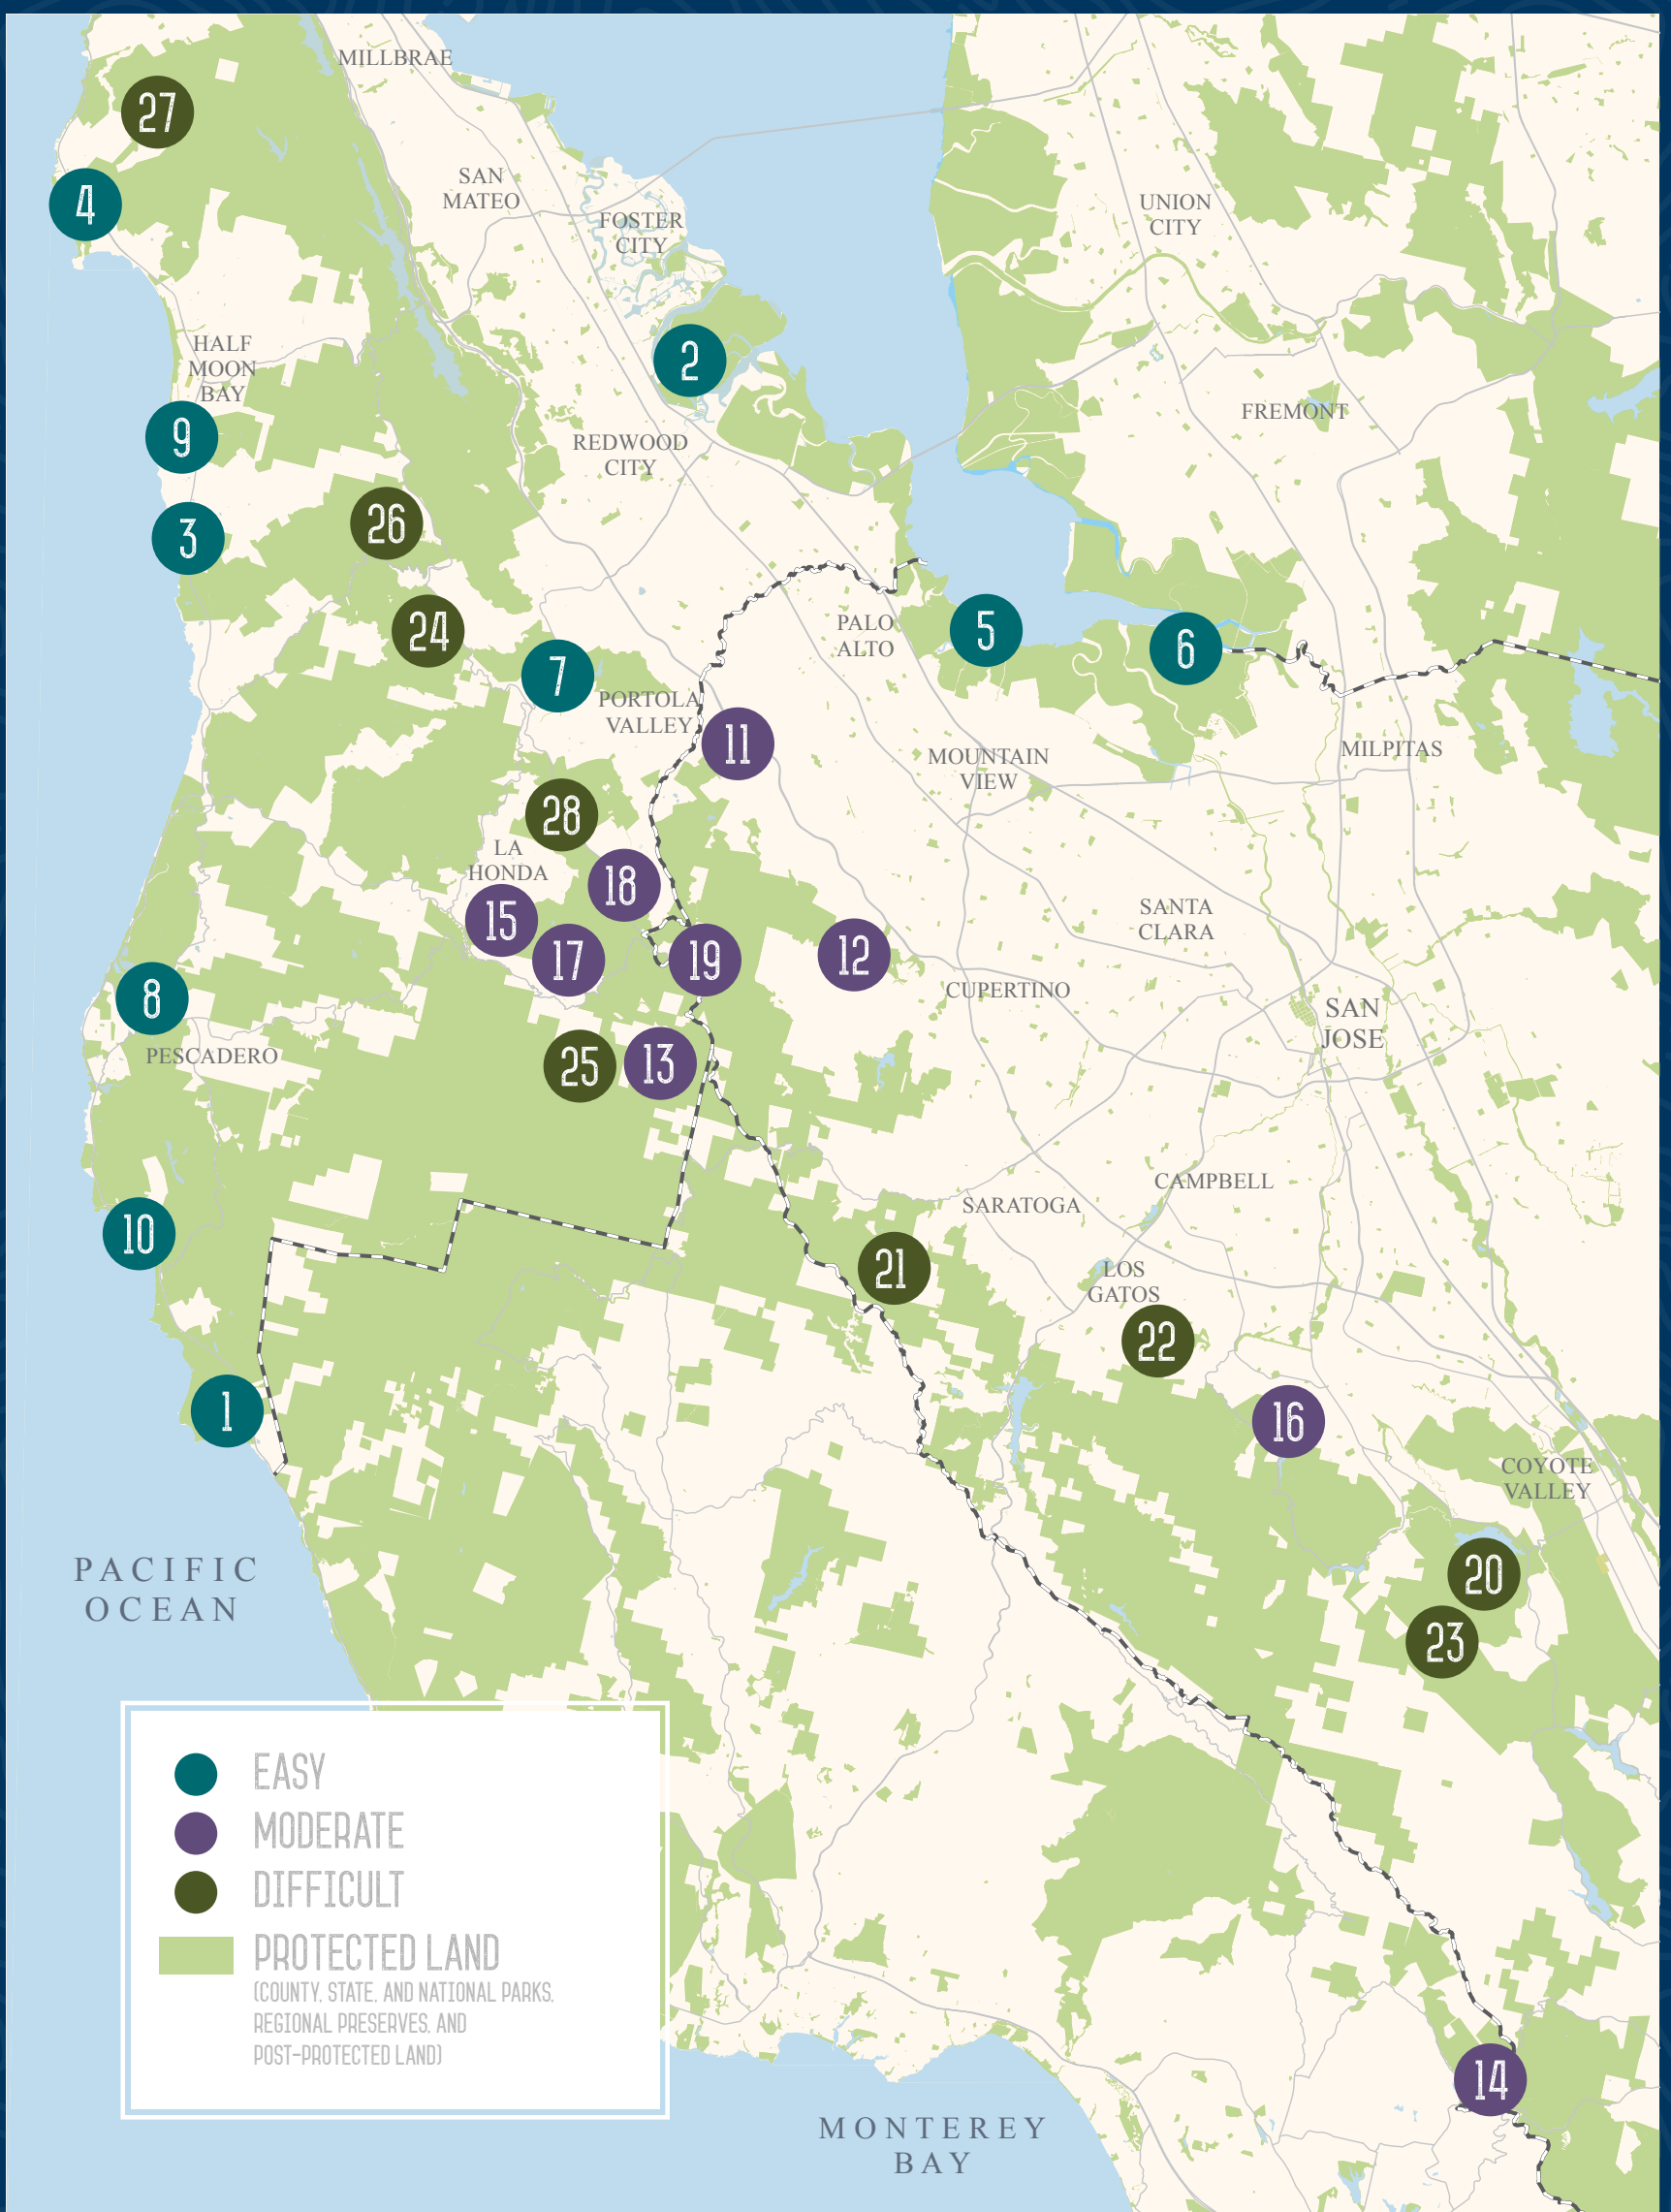 MILLBRAE
27
SAN
MATEO
4
FOSTER
CITY
UNION
CITY
HALF
MOON
BAY
2
FREMONT
9
REDWOOD
CITY
3
26
24
PALO
ALTO
5
6
7
PORTOLA
VALLEY
11
MOUNTAIN
VIEW
MILPITAS
28
LA
HONDA
18
15
17
19
12
SANTA
CLARA
CUPERTINO
8
SAN
JOSE
PESCADERO
25
13
CAMPBELL
SARATOGA
10
21
LOS
GATOS
22
1
16
COYOTE
VALLEY
PACIFIC
OCEAN
20
23
EASY
MODERATE
DIFFICULT
PROTECTED LAND
(COUNTY, STATE, AND NATIONAL PARKS,
REGIONAL PRESERVES, AND
POST-PROTECTED LAND)
14
MONTEREY
BAY